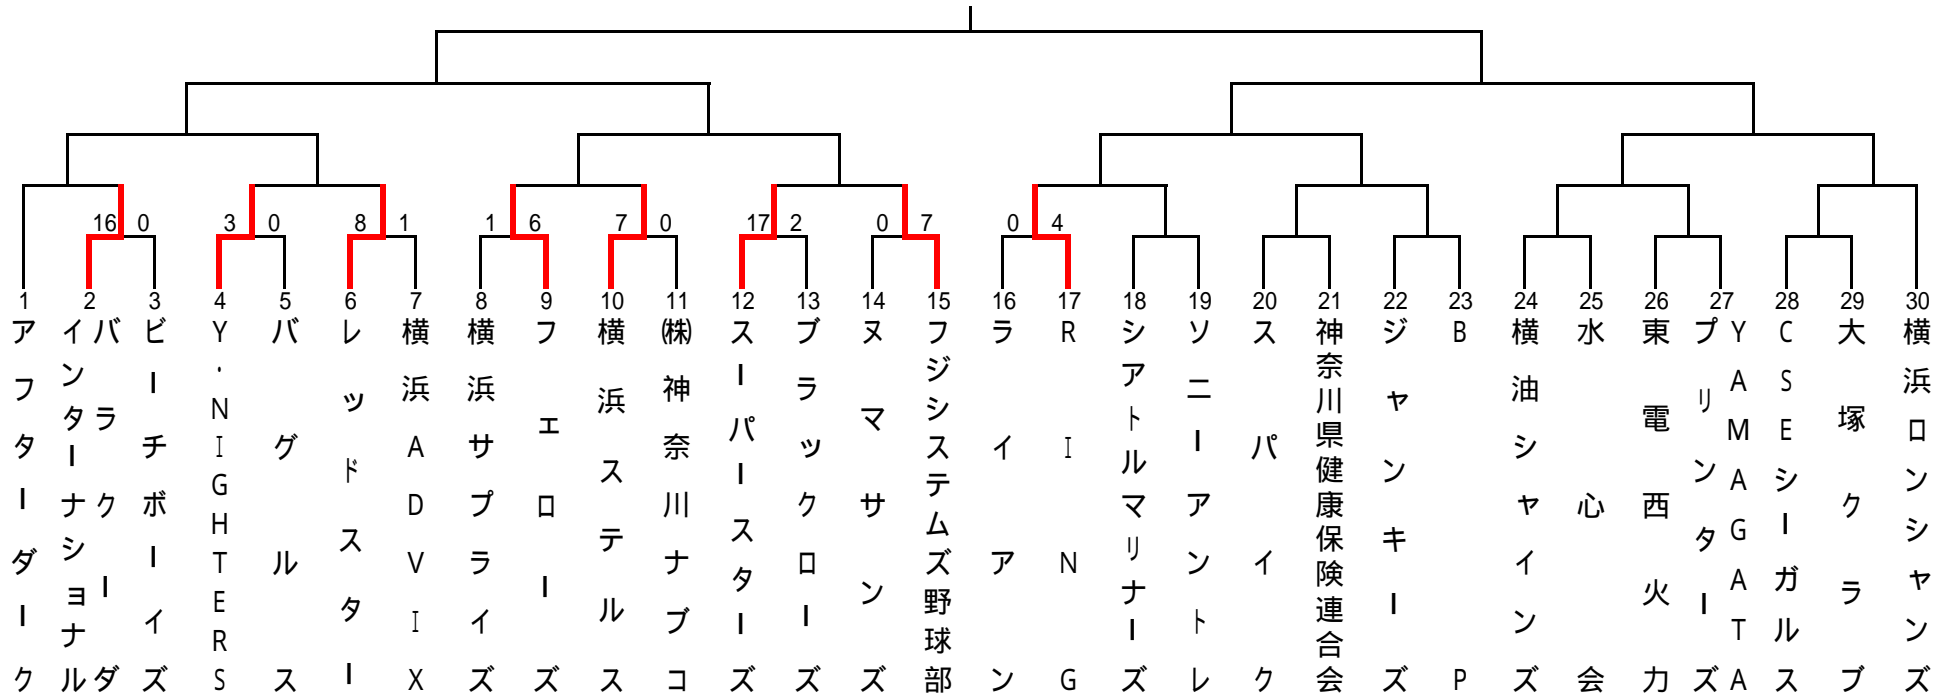 16 0 3 0 8 1 1 6 7 0 17 2 0 7 0 4
1 2 3 4 5 6 7 8 9 10 11 12 13 14 15 16 17 18 19 20 21 22 23 24 25 26 27 28 29 30
アフターダーク
バラクーダ
インターナショナル
ビーチボーイズ
Y・NIGHTERS
バグルス
レッドスター
横浜ADVIX
横浜サプライズ
フェローズ
横浜ステルス
㈱神奈川ナブコ
スーパースターズ
ブラックローズ
ヌマサンズ
フジシステムズ野球部
ライアン
RING
シアトルマリナーズ
ソニーアントレ
スパイク
神奈川県健康保険連合会
ジャンキーズ
BP
横油シャインズ
水心会
東電西火力
YAMAGATA
プリンターズ
CSEシーガルス
大塚クラブ
横浜ロンシャンズ